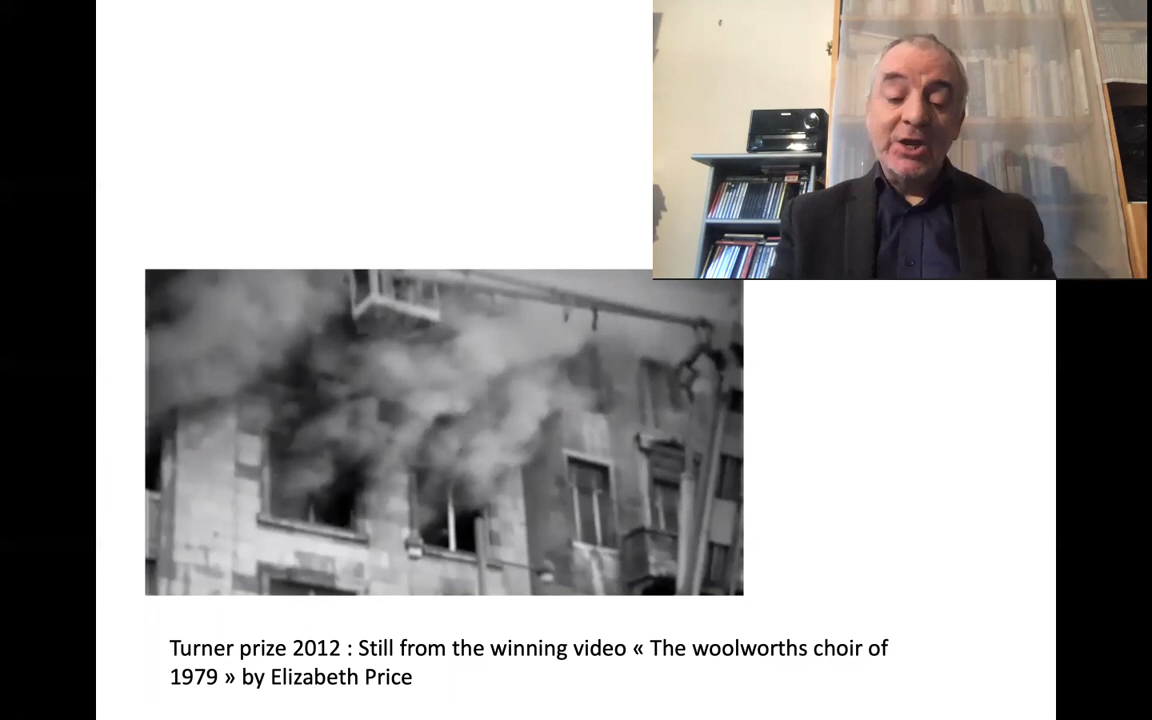 Turner prize 2012 : Still from the winning video « The woolworths choir of
1979 » by Elizabeth Price